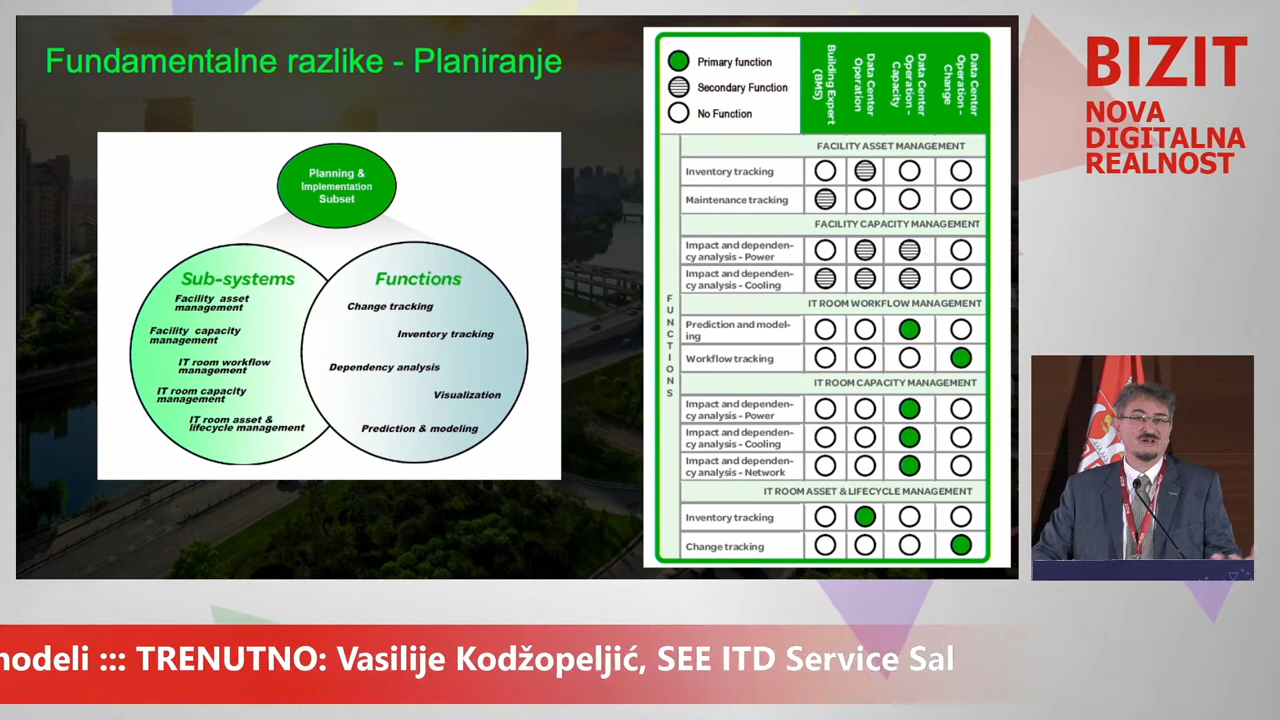 Fundamentalne razlike - Planiranje
Planning &
Implementation
Subset
Sub-systems
Facility asset
management
Facility capacity
management
IT room workflow
management
IT room capacity
management
IT room asset &
lifecycle management
Functions
Change tracking
Inventory tracking
Dependency analysis
Visualization
Prediction & modeling
Primary function
Secondary Function
No Function
Building Expert
(BMS)
Data Center
Operation
Data Center
Operation -
Capacity
Data Center
Operation -
Change
FUNCTIONS
FACILITY ASSET MANAGEMENT
Inventory tracking
Maintenance tracking
FACILITY CAPACITY MANAGEMENT
Impact and dependen-
cy analysis - Power
Impact and dependen-
cy analysis - Cooling
IT ROOM WORKFLOW MANAGEMENT
Prediction and model-
ing
Workflow tracking
IT ROOM CAPACITY MANAGEMENT
Impact and dependen-
cy analysis - Power
Impact and dependen-
cy analysis - Cooling
Impact and dependen-
cy analysis - Network
IT ROOM ASSET & LIFECYCLE MANAGEMENT
Inventory tracking
Change tracking
BIZIT
NOVA
DIGITALNA
REALNOST
modeli ::: TRENUTNO: Vasilije Kodžopeljić, SEE ITD Service Sal